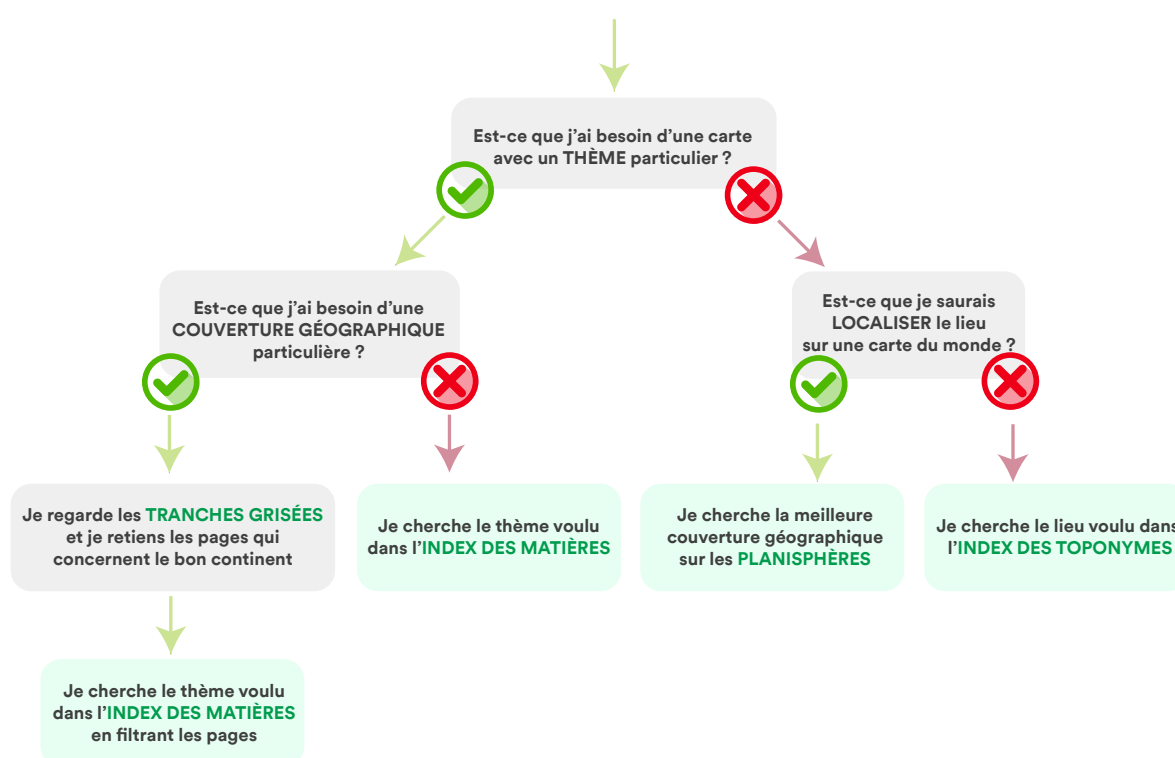 Est-ce que j'ai besoin d'une carte
avec un THÈME particulier ?
Est-ce que j'ai besoin d'une
COUVERTURE GÉOGRAPHIQUE
particulière ?
Est-ce que je saurais
LOCALISER le lieu
sur une carte du monde ?
Je regarde les TRANCHES GRISÉES
et je retiens les pages qui
concernent le bon continent
Je cherche le thème voulu
dans l'INDEX DES MATIÈRES
Je cherche la meilleure
couverture géographique
sur les PLANISPHÈRES
Je cherche le lieu voulu dans
l'INDEX DES TOPONYMES
Je cherche le thème voulu
dans l'INDEX DES MATIÈRES
en filtrant les pages